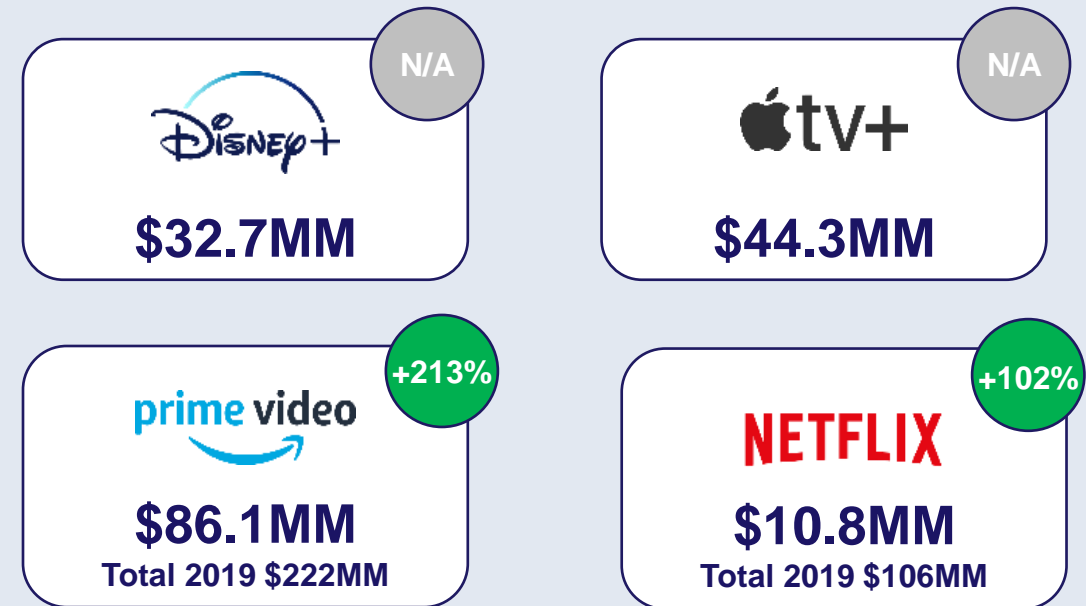 N/A
Disney+
$32.7MM
N/A
tv+
$44.3MM
+213%
prime video
$86.1MM
Total 2019 $222MM
+102%
NETFLIX
$10.8MM
Total 2019 $106MM